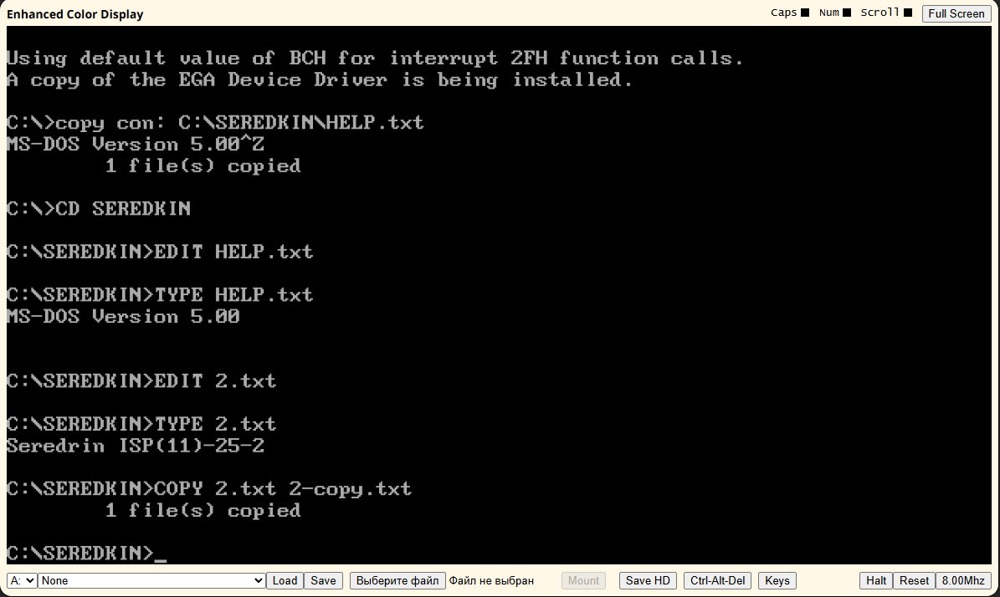 Enhanced Color Display
Caps Num Scroll Full Screen
Using default value of BCH for interrupt 2FH function calls.
A copy of the EGA Device Driver is being installed.
C:\>copy con: C:\SEREDKIN\HELP.txt
MS-DOS Version 5.00^Z
1 file(s) copied
C:\>CD SEREDKIN
C:\SEREDKIN>EDIT HELP.txt
C:\SEREDKIN>TYPE HELP.txt
MS-DOS Version 5.00
C:\SEREDKIN>EDIT 2.txt
C:\SEREDKIN>TYPE 2.txt
Seredrin ISP(11)-25-2
C:\SEREDKIN>COPY 2.txt 2-copy.txt
1 file(s) copied
C:\SEREDKIN>_
A: None Load Save Выберите файл Файл не выбран Mount Save HD Ctrl-Alt-Del Keys Halt Reset 8.00Mhz